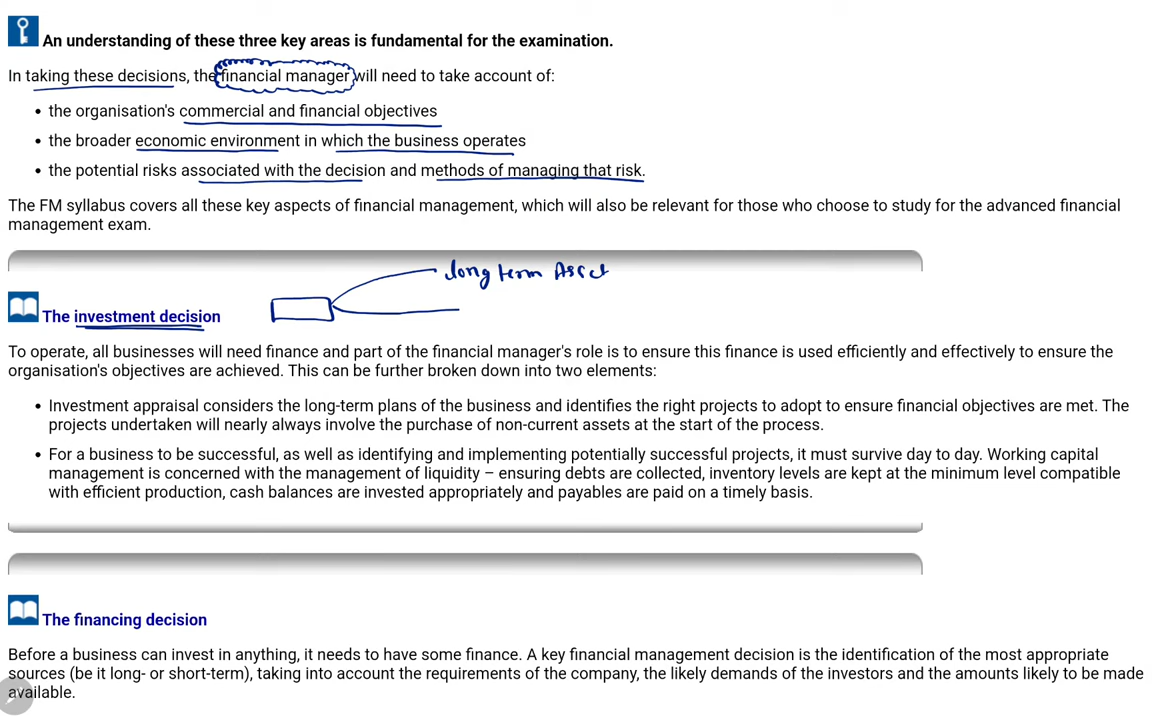 An understanding of these three key areas is fundamental for the examination.
In taking these decisions, the financial manager will need to take account of:
• the organisation's commercial and financial objectives
• the broader economic environment in which the business operates
• the potential risks associated with the decision and methods of managing that risk.
The FM syllabus covers all these key aspects of financial management, which will also be relevant for those who choose to study for the advanced financial
management exam.
long term Asset
The investment decision
To operate, all businesses will need finance and part of the financial manager's role is to ensure this finance is used efficiently and effectively to ensure the
organisation's objectives are achieved. This can be further broken down into two elements:
• Investment appraisal considers the long-term plans of the business and identifies the right projects to adopt to ensure financial objectives are met. The
projects undertaken will nearly always involve the purchase of non-current assets at the start of the process.
• For a business to be successful, as well as identifying and implementing potentially successful projects, it must survive day to day. Working capital
management is concerned with the management of liquidity – ensuring debts are collected, inventory levels are kept at the minimum level compatible
with efficient production, cash balances are invested appropriately and payables are paid on a timely basis.
The financing decision
Before a business can invest in anything, it needs to have some finance. A key financial management decision is the identification of the most appropriate
sources (be it long- or short-term), taking into account the requirements of the company, the likely demands of the investors and the amounts likely to be made
available.